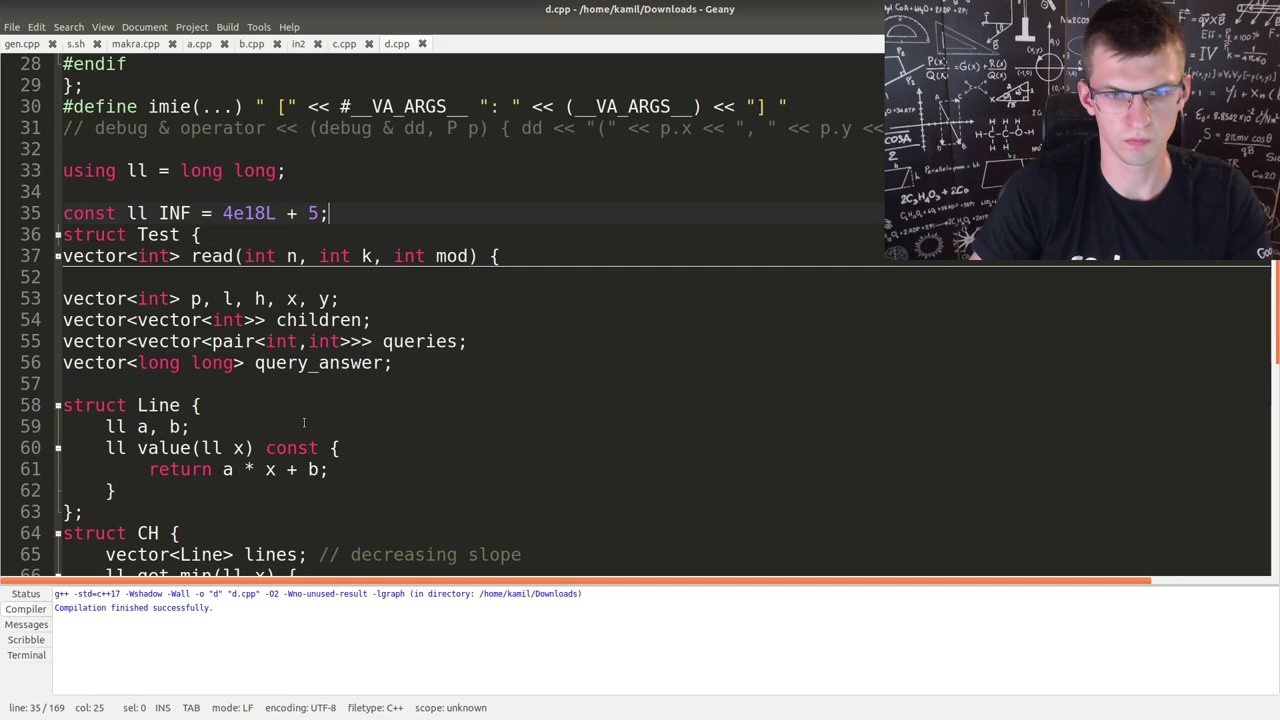 d.cpp - /home/kamil/Downloads - Geany
File Edit Search View Document Project Build Tools Help
gen.cpp s.sh makra.cpp a.cpp b.cpp in2 c.cpp d.cpp
28 #endif
29 };
30 #define imie(...) " [" << #__VA_ARGS__ ": " << (__VA_ARGS__) << "] "
31 // debug & operator << (debug & dd, P p) { dd << "(" << p.x << ", " << p.y <<
32
33 using ll = long long;
34
35 const ll INF = 4e18L + 5;
36 struct Test {
37 vector<int> read(int n, int k, int mod) {
52
53 vector<int> p, l, h, x, y;
54 vector<vector<int>> children;
55 vector<vector<pair<int,int>>> queries;
56 vector<long long> query_answer;
57
58 struct Line {
59 ll a, b;
60 ll value(ll x) const {
61 return a * x + b;
62 }
63 };
64 struct CH {
65 vector<Line> lines; // decreasing slope
66 ll get_min(ll x) {
Status
Compiler
Messages
Scribble
Terminal
g++ -std=c++17 -Wshadow -Wall -o "d" "d.cpp" -O2 -Wno-unused-result -lgraph (in directory: /home/kamil/Downloads)
Compilation finished successfully.
line: 35 / 169 col: 25 sel: 0 INS TAB mode: LF encoding: UTF-8 filetype: C++ scope: unknown